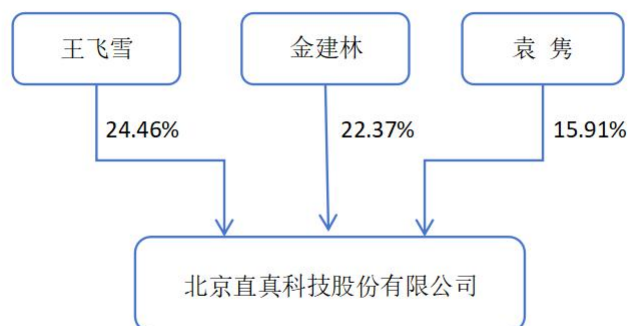 王飞雪
金建林
袁 隽
24.46%
22.37%
15.91%
北京直真科技股份有限公司